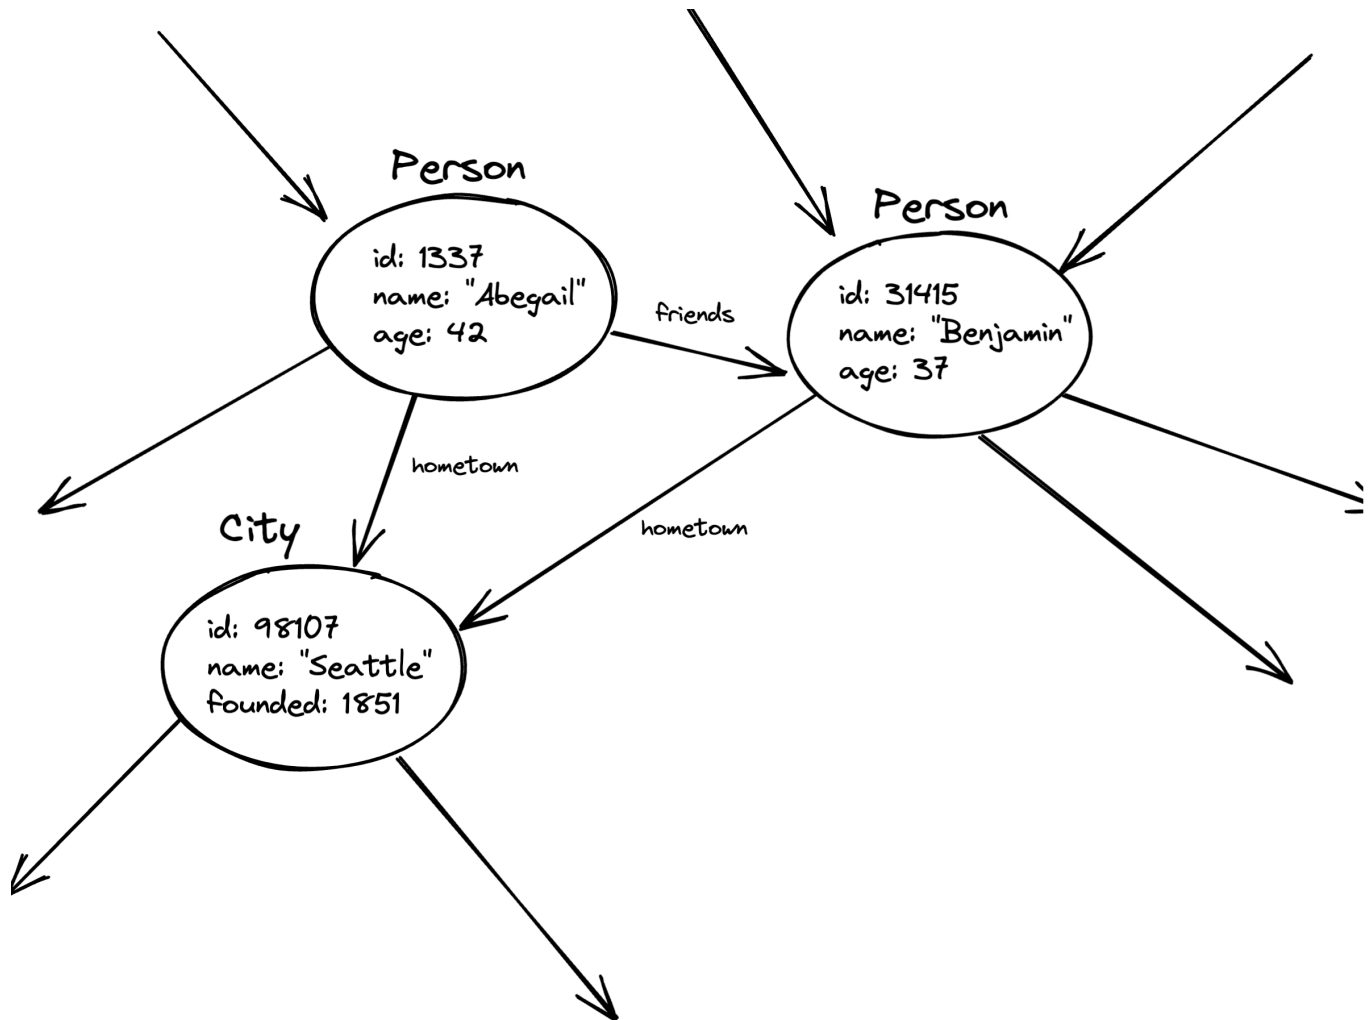 Person
id: 1337
name: "Abegail"
age: 42
Person
id: 31415
name: "Benjamin"
age: 37
friends
hometown
hometown
City
id: 98107
name: "Seattle"
founded: 1851